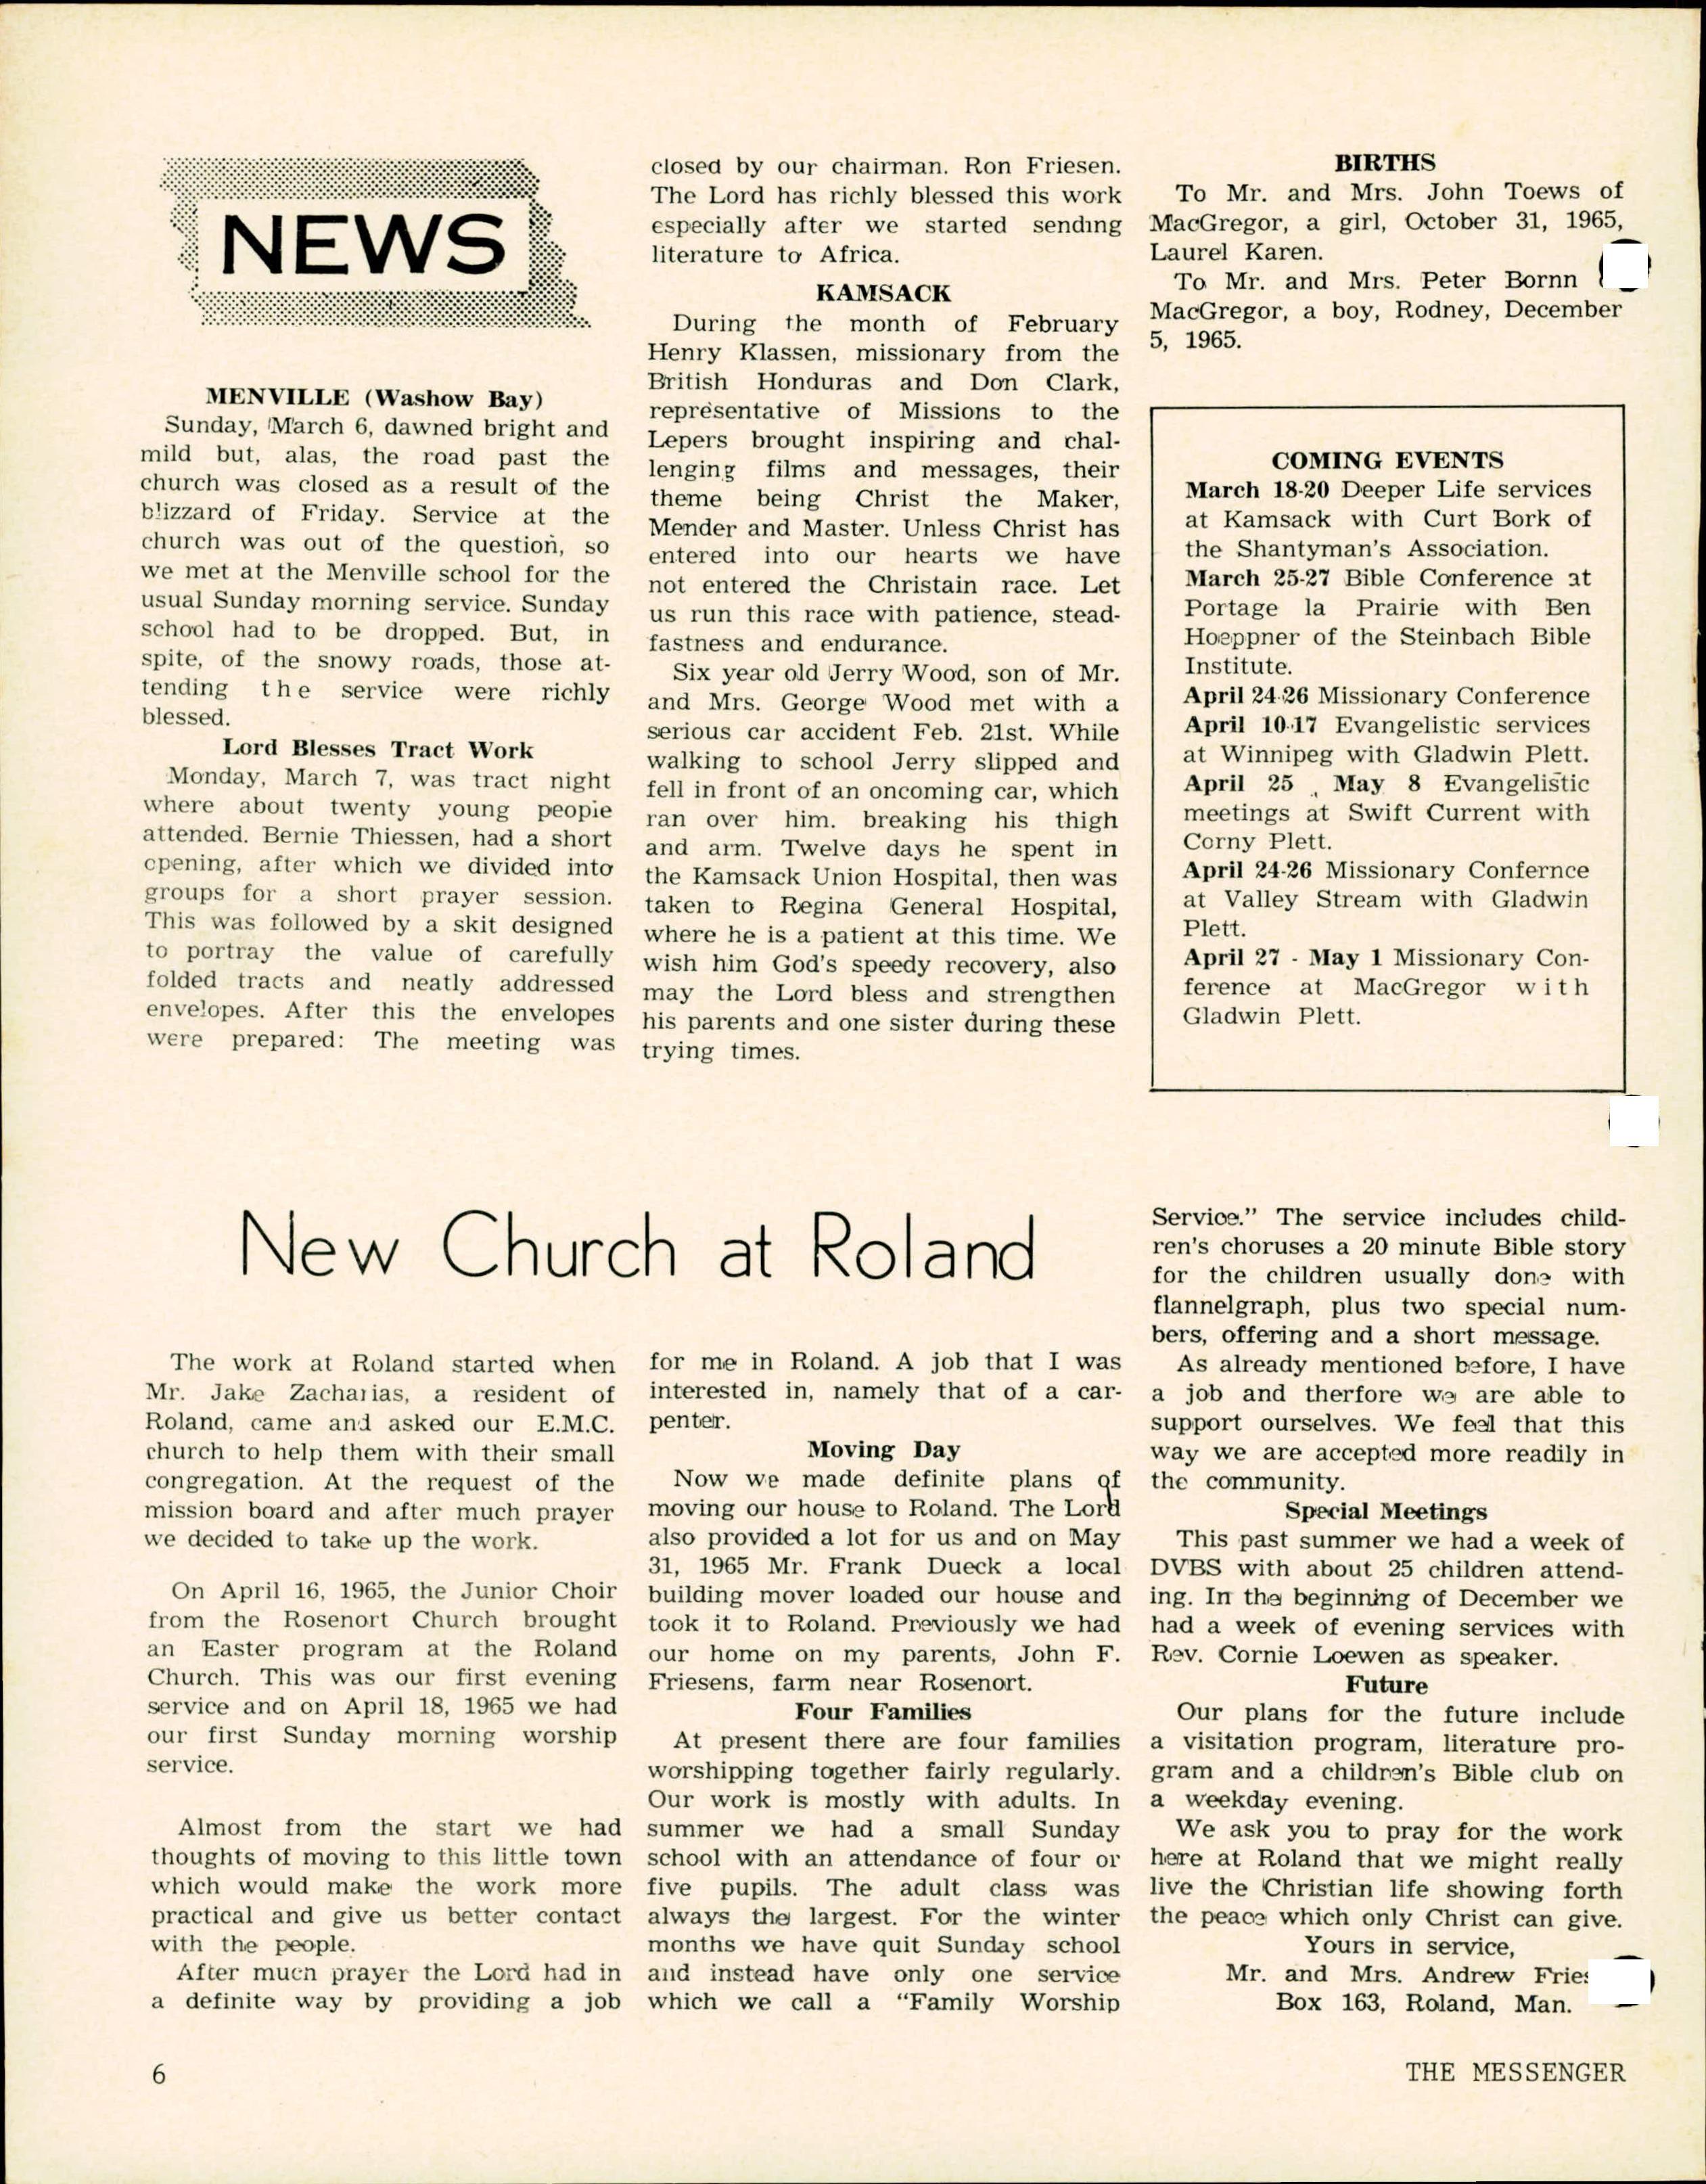 NEWS
MENVILLE (Washow Bay)
Sunday, March 6, dawned bright and
mild but, alas, the road past the
church was closed as a result of the
blizzard of Friday. Service at the
church was out of the question, so
we met at the Menville school for the
usual Sunday morning service. Sunday
school had to be dropped. But, in
spite, of the snowy roads, those at-
tending the service were richly
blessed.
Lord Blesses Tract Work
Monday, March 7, was tract night
where about twenty young people
attended. Bernie Thiessen, had a short
opening, after which we divided into
groups for a short prayer session.
This was followed by a skit designed
to portray the value of carefully
folded tracts and neatly addressed
envelopes. After this the envelopes
were prepared: The meeting was
closed by our chairman. Ron Friesen.
The Lord has richly blessed this work
especially after we started sending
literature to Africa.
KAMSACK
During the month of February
Henry Klassen, missionary from the
British Honduras and Don Clark,
representative of Missions to the
Lepers brought inspiring and chal-
lenging films and messages, their
theme being Christ the Maker,
Mender and Master. Unless Christ has
entered into our hearts we have
not entered the Christain race. Let
us run this race with patience, stead-
fastness and endurance.
Six year old Jerry Wood, son of Mr.
and Mrs. George Wood met with a
serious car accident Feb. 21st. While
walking to school Jerry slipped and
fell in front of an oncoming car, which
ran over him. breaking his thigh
and arm. Twelve days he spent in
the Kamsack Union Hospital, then was
taken to Regina General Hospital,
where he is a patient at this time. We
wish him God's speedy recovery, also
may the Lord bless and strengthen
his parents and one sister during these
trying times.
BIRTHS
To Mr. and Mrs. John Toews of
MacGregor, a girl, October 31, 1965,
Laurel Karen.
To Mr. and Mrs. Peter Bornn
MacGregor, a boy, Rodney, December
5, 1965.
COMING EVENTS
March 18-20 Deeper Life services
at Kamsack with Curt Bork of
the Shantyman's Association.
March 25-27 Bible Conference at
Portage la Prairie with Ben
Hoeppner of the Steinbach Bible
Institute.
April 24-26 Missionary Conference
April 10-17 Evangelistic services
at Winnipeg with Gladwin Plett.
April 25 , May 8 Evangelistic
meetings at Swift Current with
Corny Plett.
April 24-26 Missionary Confernce
at Valley Stream with Gladwin
Plett.
April 27 - May 1 Missionary Con-
ference at MacGregor with
Gladwin Plett.
New Church at Roland
The work at Roland started when
Mr. Jake Zacharias, a resident of
Roland, came and asked our E.M.C.
church to help them with their small
congregation. At the request of the
mission board and after much prayer
we decided to take up the work.
On April 16, 1965, the Junior Choir
from the Rosenort Church brought
an Easter program at the Roland
Church. This was our first evening
service and on April 18, 1965 we had
our first Sunday morning worship
service.
Almost from the start we had
thoughts of moving to this little town
which would make the work more
practical and give us better contact
with the people.
After much prayer the Lord had in
a definite way by providing a job
for me in Roland. A job that I was
interested in, namely that of a car-
penter.
Moving Day
Now we made definite plans of
moving our house to Roland. The Lord
also provided a lot for us and on May
31, 1965 Mr. Frank Dueck a local
building mover loaded our house and
took it to Roland. Previously we had
our home on my parents, John F.
Friesens, farm near Rosenort.
Four Families
At present there are four families
worshipping together fairly regularly.
Our work is mostly with adults. In
summer we had a small Sunday
school with an attendance of four or
five pupils. The adult class was
always the largest. For the winter
months we have quit Sunday school
and instead have only one service
which we call a "Family Worship
Service." The service includes child-
ren's choruses a 20 minute Bible story
for the children usually done with
flannelgraph, plus two special num-
bers, offering and a short message.
As already mentioned before, I have
a job and therfore we are able to
support ourselves. We feel that this
way we are accepted more readily in
the community.
Special Meetings
This past summer we had a week of
DVBS with about 25 children attend-
ing. In the beginning of December we
had a week of evening services with
Rev. Cornie Loewen as speaker.
Future
Our plans for the future include
a visitation program, literature pro-
gram and a children's Bible club on
a weekday evening.
We ask you to pray for the work
here at Roland that we might really
live the Christian life showing forth
the peace which only Christ can give.
Yours in service,
Mr. and Mrs. Andrew
Box 163, Roland, Man.
6
THE MESSENGER